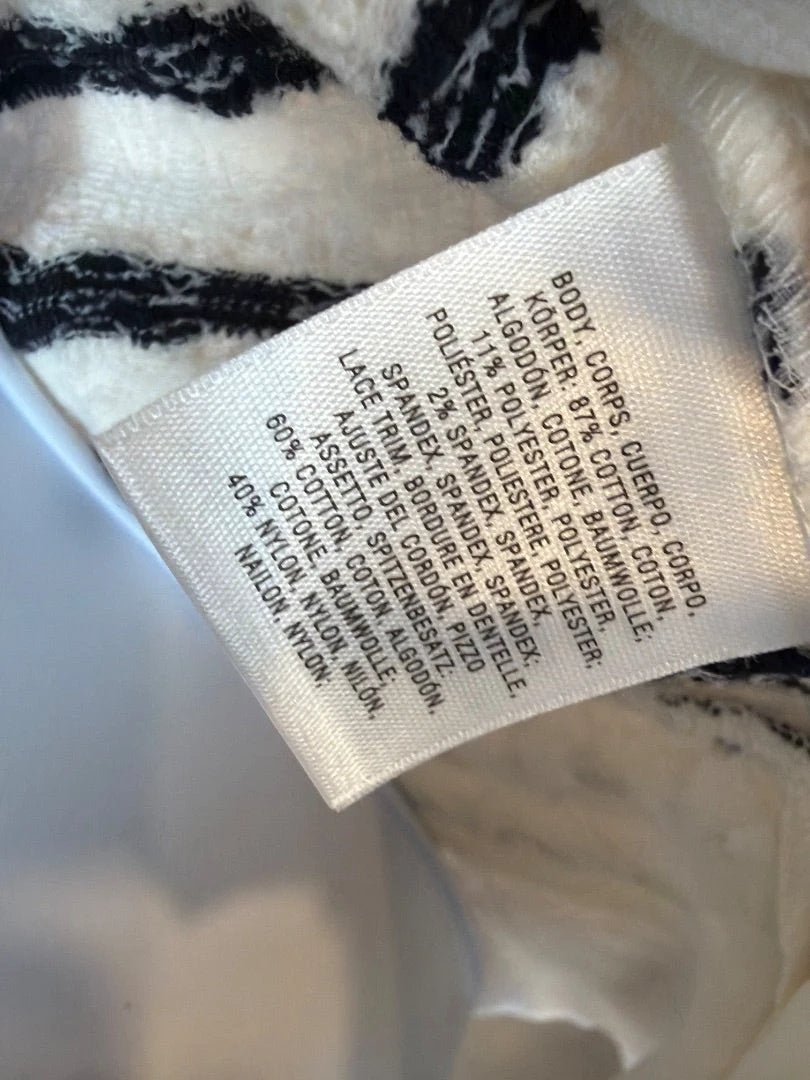 BODY, CORPS, CUERPO, CORPO,
KÖRPER: 87% COTTON, COTON,
ALGODÓN, COTONE, BAUMWOLLE;
11% POLYESTER, POLYESTER,
POLIÉSTER, POLIESTERE, POLYESTER;
2% SPANDEX, SPANDEX,
SPANDEX, SPANDEX, SPANDEX;
LACE TRIM, BORDURE EN DENTELLE,
AJUSTE DEL CORDÓN, PIZZO
ASSETTO, SPITZENBESATZ:
60% COTTON, COTON, ALGODÓN,
COTONE, BAUMWOLLE;
40% NYLON, NYLON, NILÓN,
NAILON, NYLON;